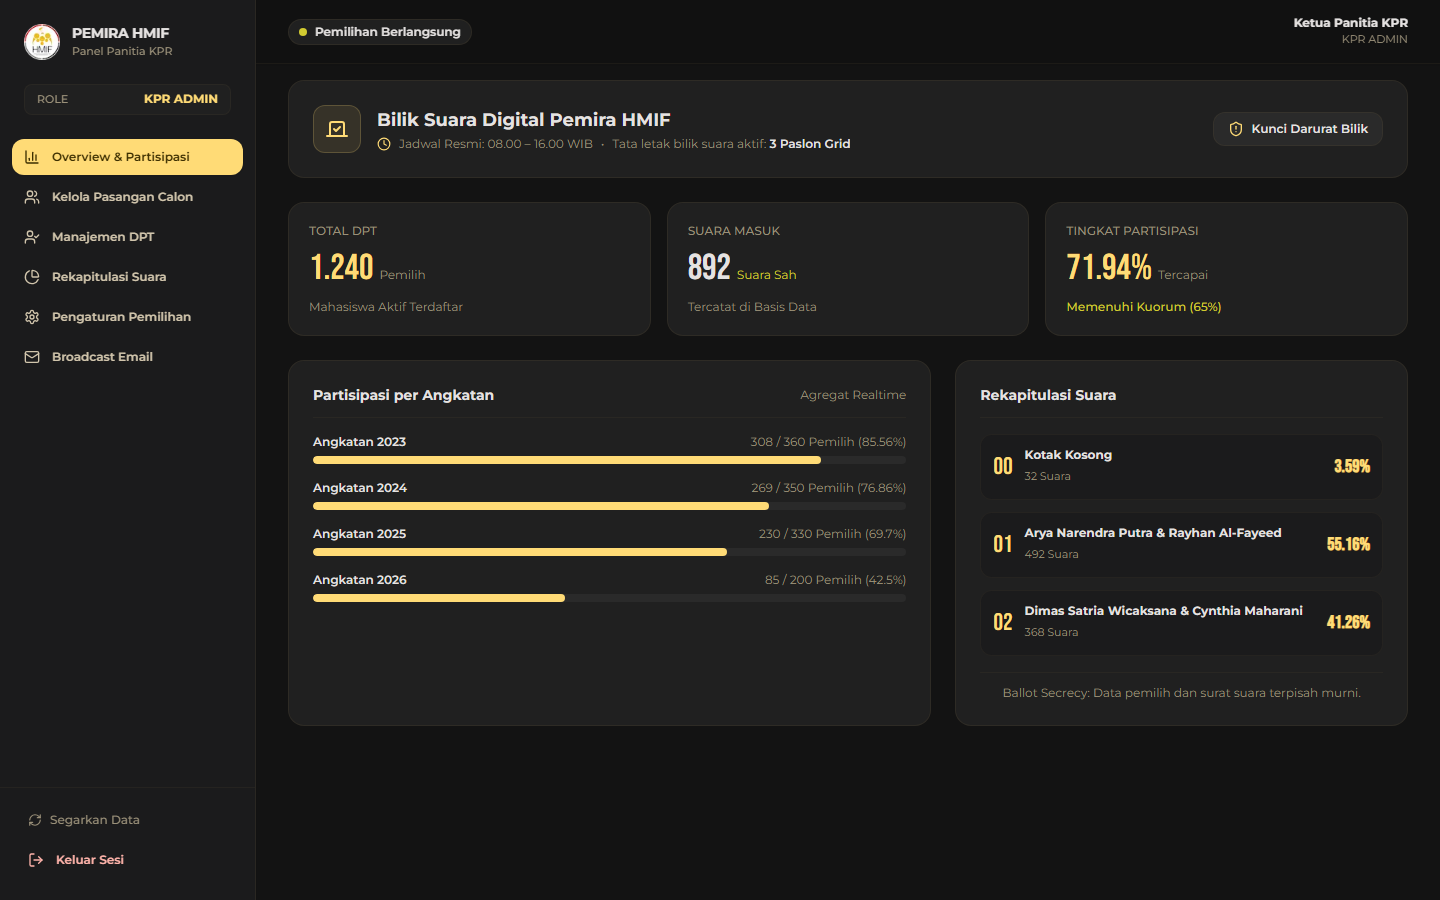 HMIF
PEMIRA HMIF
Panel Panitia KPR
ROLE KPR ADMIN
Overview & Partisipasi
Kelola Pasangan Calon
Manajemen DPT
Rekapitulasi Suara
Pengaturan Pemilihan
Broadcast Email
Segarkan Data
Keluar Sesi
Pemilihan Berlangsung
Ketua Panitia KPR
KPR ADMIN
Bilik Suara Digital Pemira HMIF
Jadwal Resmi: 08.00 – 16.00 WIB • Tata letak bilik suara aktif: 3 Paslon Grid
Kunci Darurat Bilik
TOTAL DPT
1.240 Pemilih
Mahasiswa Aktif Terdaftar
SUARA MASUK
892 Suara Sah
Tercatat di Basis Data
TINGKAT PARTISIPASI
71.94% Tercapai
Memenuhi Kuorum (65%)
Partisipasi per Angkatan Agregat Realtime
Angkatan 2023 308 / 360 Pemilih (85.56%)
Angkatan 2024 269 / 350 Pemilih (76.86%)
Angkatan 2025 230 / 330 Pemilih (69.7%)
Angkatan 2026 85 / 200 Pemilih (42.5%)
Rekapitulasi Suara
00 Kotak Kosong 3.59%
32 Suara
01 Arya Narendra Putra & Rayhan Al-Fayeed 55.16%
492 Suara
02 Dimas Satria Wicaksana & Cynthia Maharani 41.26%
368 Suara
Ballot Secrecy: Data pemilih dan surat suara terpisah murni.